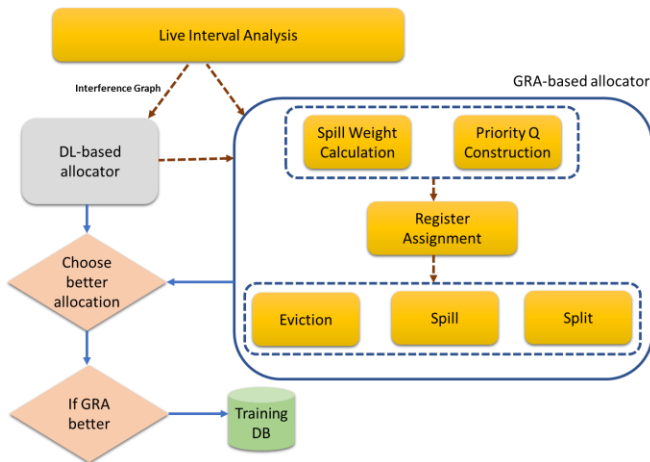 Live Interval Analysis
Interference Graph
GRA-based allocator
DL-based
allocator
Spill Weight
Calculation
Priority Q
Construction
Register
Assignment
Choose
better
allocation
Eviction
Spill
Split
If GRA
better
Training
DB